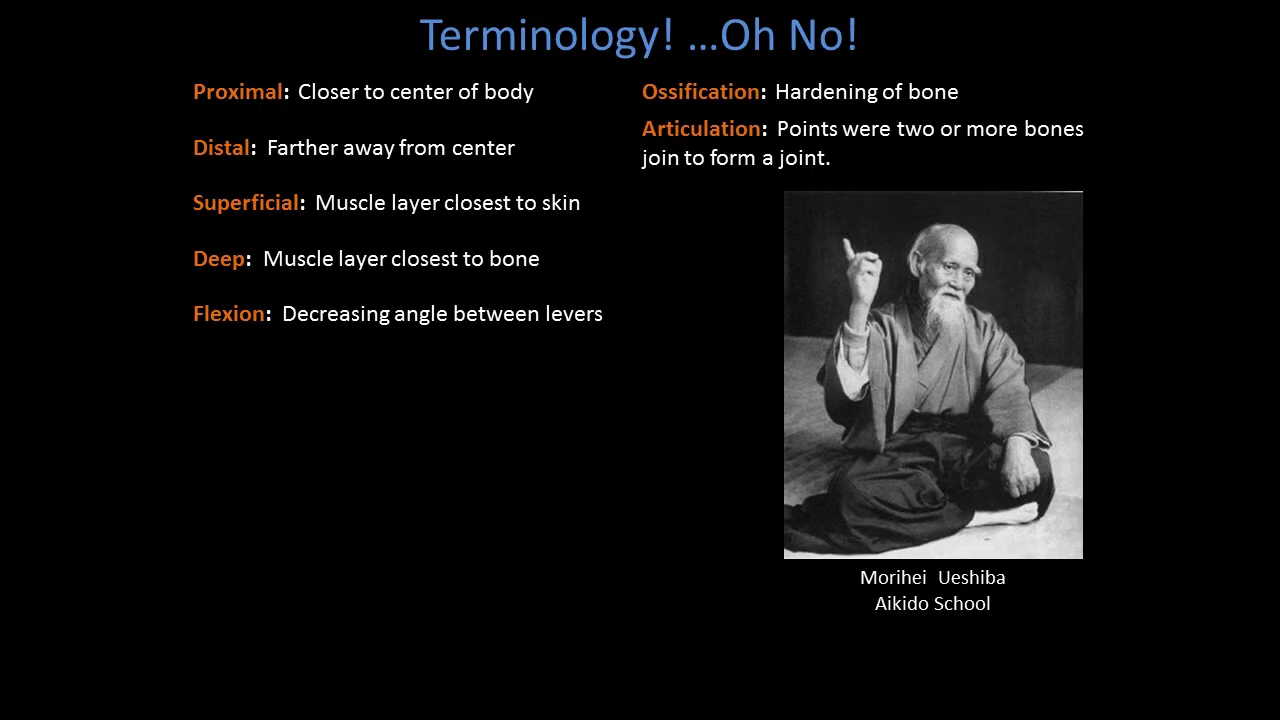 Terminology! ...Oh No!
Proximal: Closer to center of body
Distal: Farther away from center
Superficial: Muscle layer closest to skin
Deep: Muscle layer closest to bone
Flexion: Decreasing angle between levers
Ossification: Hardening of bone
Articulation: Points were two or more bones
join to form a joint.
Morihei Ueshiba
Aikido School